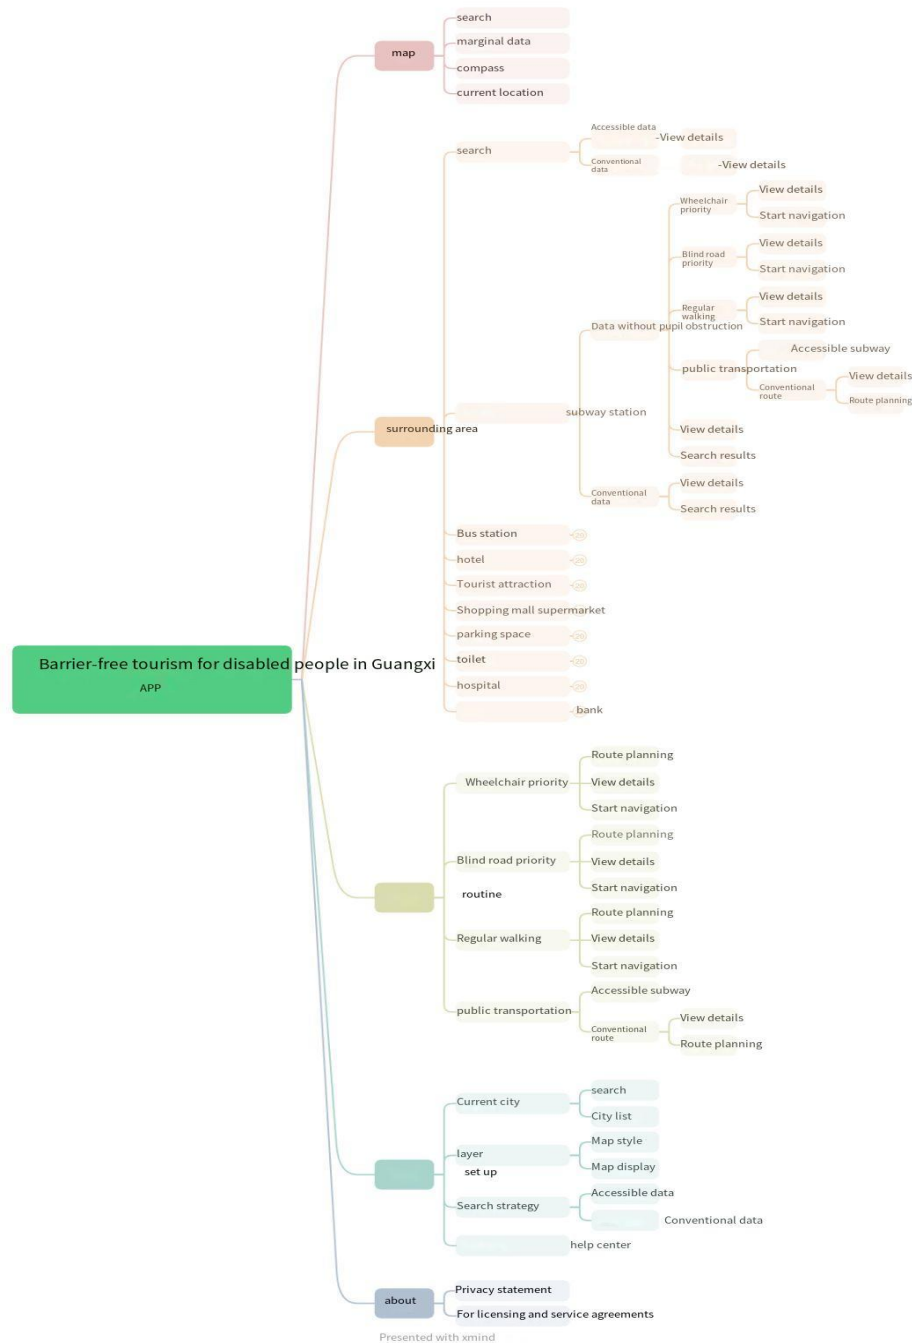 search
map
marginal data
compass
current location
Accessible data
-View details
search
Conventional
data
-View details
View details
Wheelchair
priority
Start navigation
View details
Blind road
priority
Start navigation
View details
Regular
walking
Start navigation
Data without pupil obstruction
Accessible subway
public transportation
View details
Conventional
route
Route planning
subway station
surrounding area
View details
Search results
View details
Conventional
data
Search results
Bus station
hotel
Tourist attraction
Shopping mall supermarket
parking space
toilet
hospital
bank
Barrier-free tourism for disabled people in Guangxi
APP
Route planning
Wheelchair priority
View details
Start navigation
Route planning
Blind road priority
View details
Start navigation
routine
Route planning
Regular walking
View details
Start navigation
Accessible subway
public transportation
View details
Conventional
route
Route planning
search
Current city
City list
Map style
layer
Map display
set up
Accessible data
Search strategy
Conventional data
help center
Privacy statement
about
For licensing and service agreements
Presented with xmind